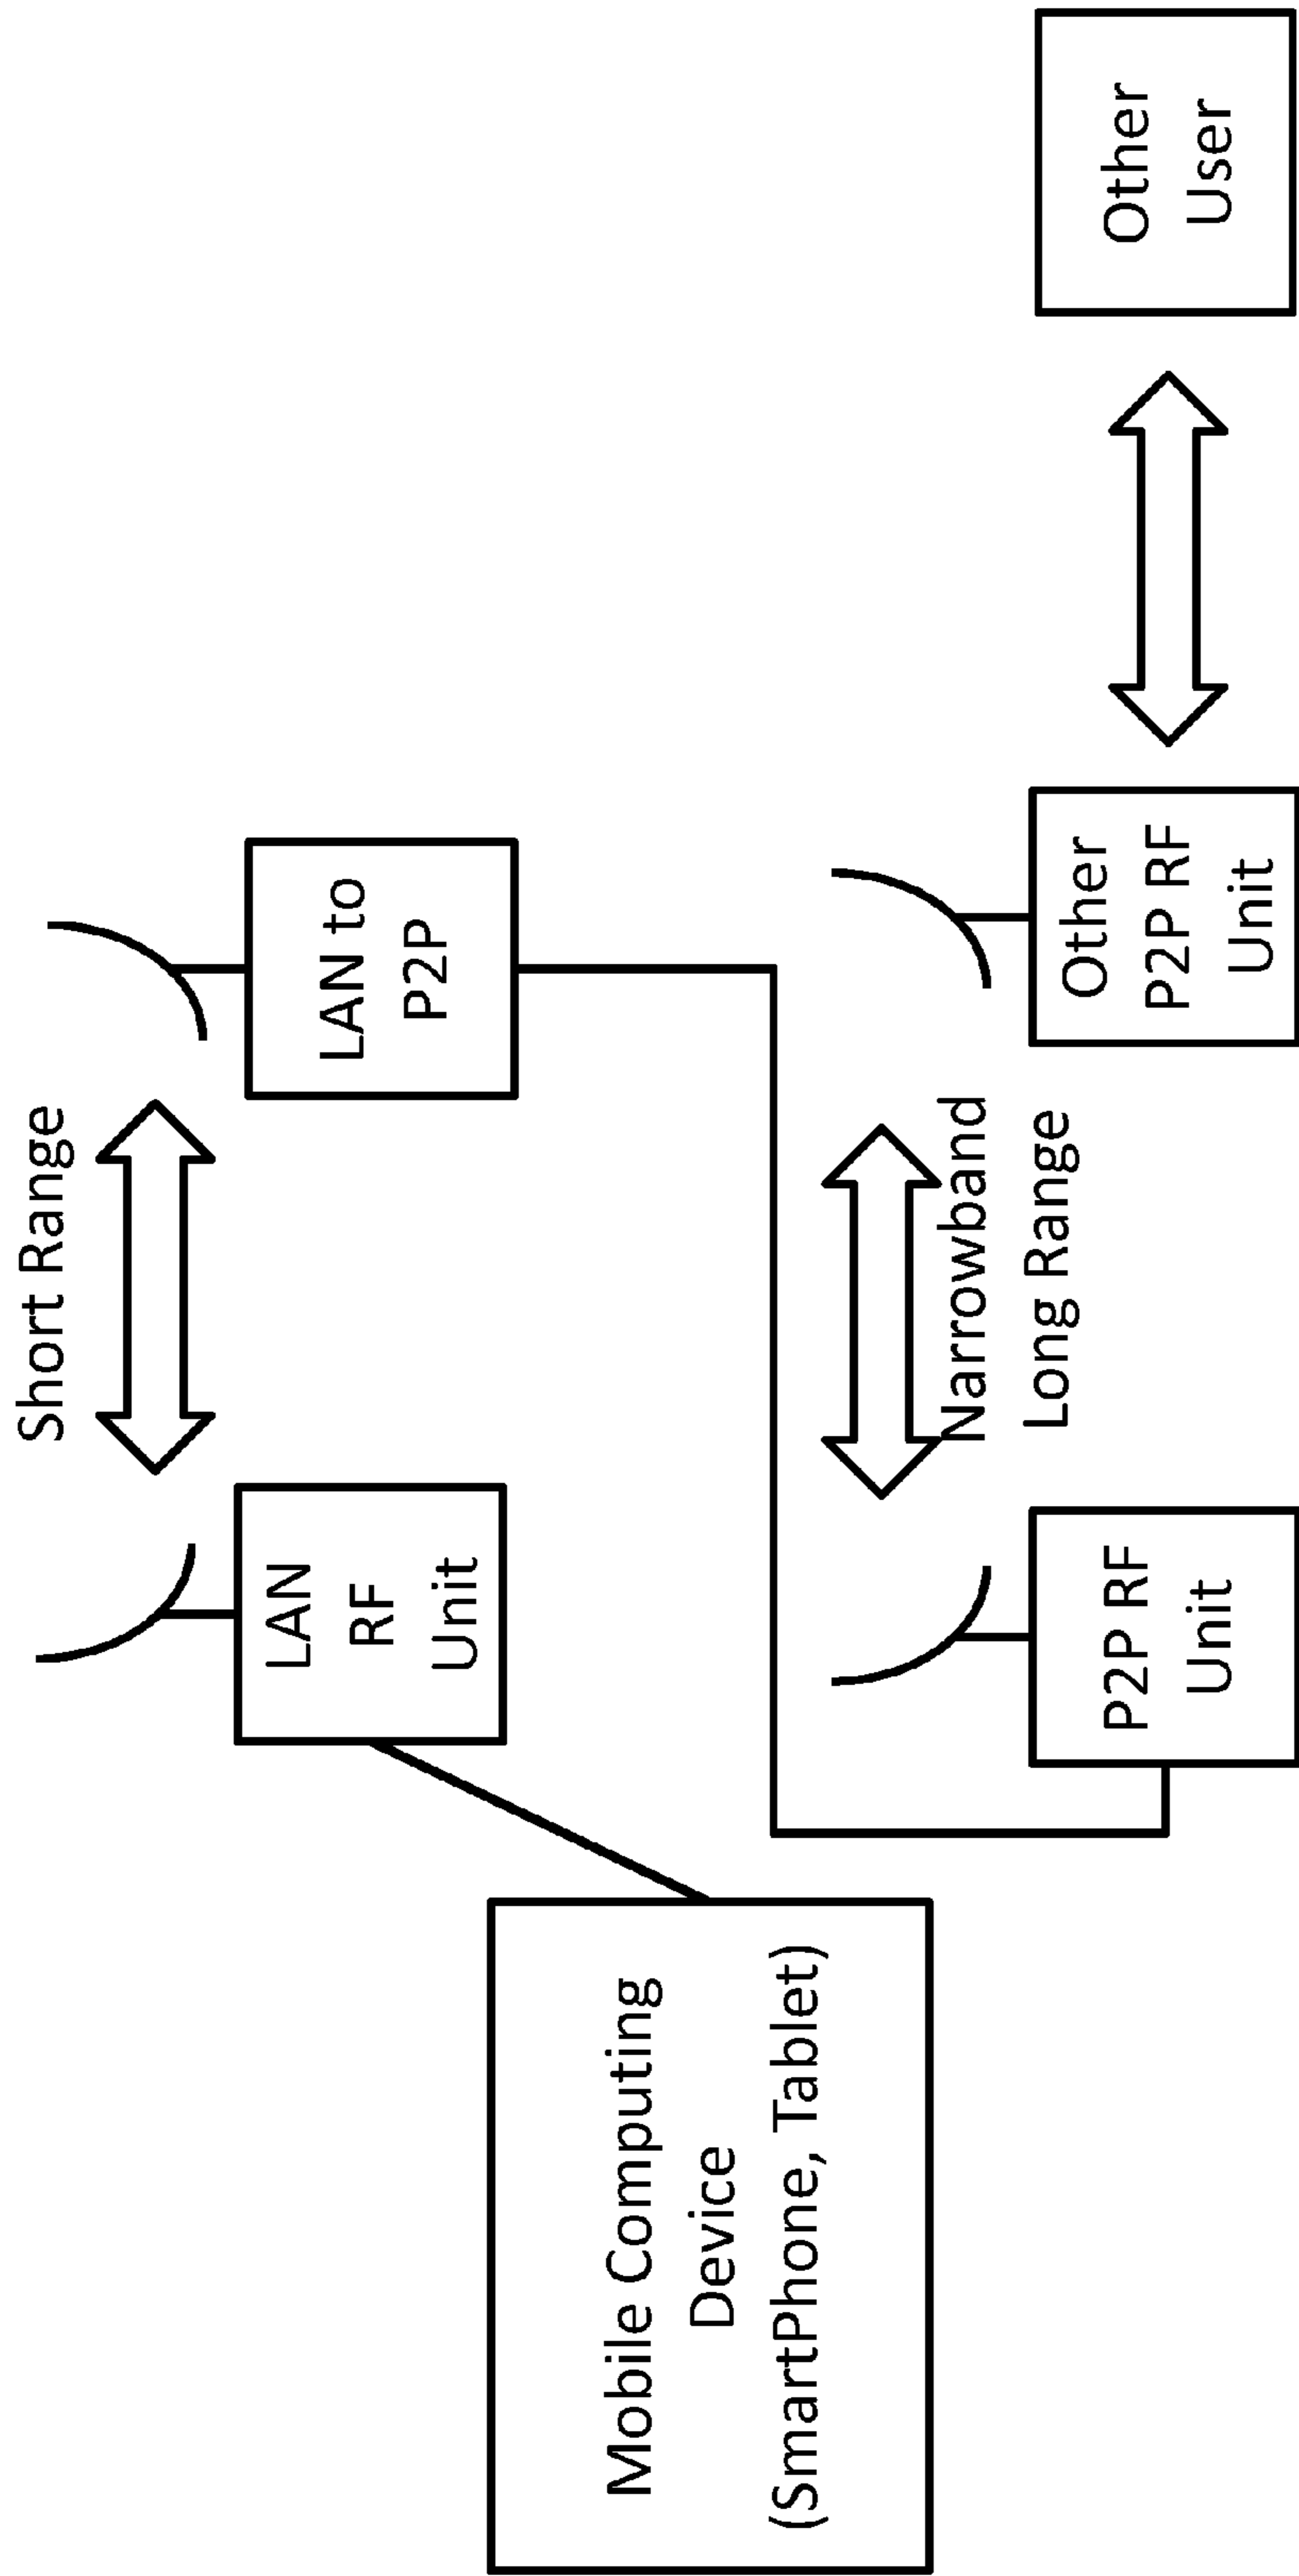 Short Range
LAN
RF
Unit
LAN to
P2P
Mobile Computing
Device
(SmartPhone, Tablet)
Narrowband
Long Range
P2P RF
Unit
Other
P2P RF
Unit
Other
User